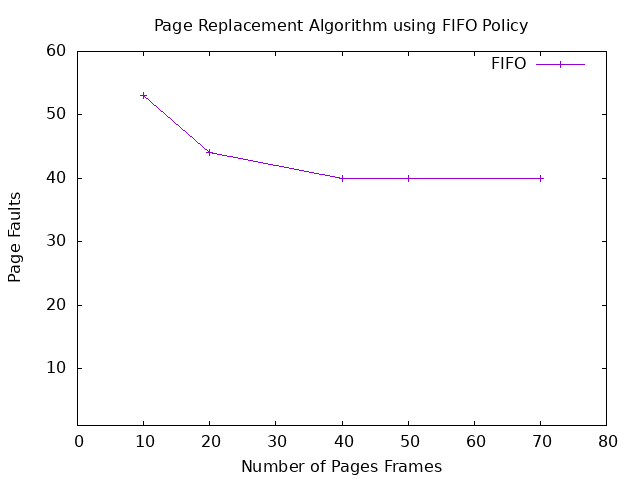 Page Replacement Algorithm using FIFO Policy
FIFO
60
50
40
30
20
10
Page Faults
0 10 20 30 40 50 60 70 80
Number of Pages Frames